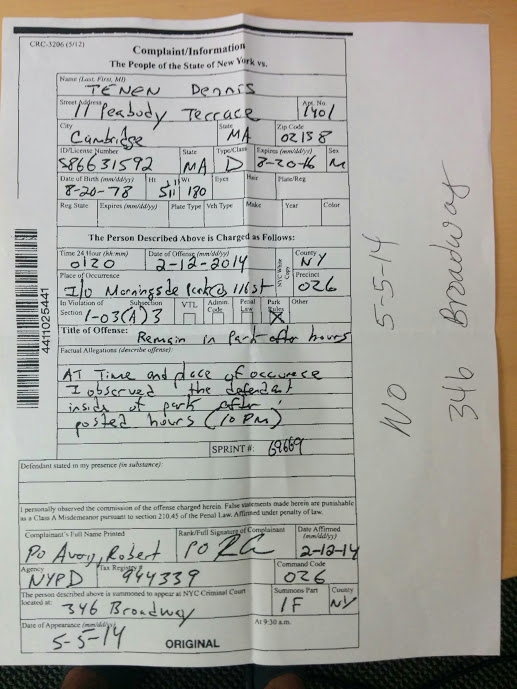 CRC-3206 (5/12)
Complaint/Information
The People of the State of New York vs.
Name (Last, First, MI)
TENEN Dennis
Street Address Apt. No.
11 Peabody Terrace 1401
City State Zip Code
Cambridge MA 02138
ID/License Number State Type/Class Expires (mm/dd/yy) Sex
S86631592 MA D 8-20-16 M
Date of Birth (mm/dd/yy) Ht Wt Eyes Hair Plate/Reg
8-20-78 5'11" 180
Reg State Expires (mm/dd/yy) Plate Type Veh Type Make Year Color
The Person Described Above is Charged as Follows:
Time 24 Hour (hh:mm) Date of Offense (mm/dd/yy) County
0120 2-12-2014 NY
Place of Occurrence Precinct
I/O Morningside Park @ 111 St 026
NYC White Copy
In Violation of Section Subsection VTL Admin Code Penal Law Park Rules Other
1-03(A)3 X
Title of Offense:
Remain in Park after hours
Factual Allegations (describe offense):
AT Time and place of occurece
I observed the defendant
inside of park after
posted hours (10 PM)
SPRINT #: 69669
Defendant stated in my presence (in substance):
I personally observed the commission of the offense charged herein. False statements made herein are punishable
as a Class A Misdemeanor pursuant to section 210.45 of the Penal Law. Affirmed under penalty of law.
Complaint's Full Name Printed Rank/Full Signature of Complainant Date Affirmed (mm/dd/yy)
PO Avoy, Robert PO 2-12-14
Agency Tax Registry # Command Code
NYPD 944339 026
The person described above is summoned to appear at NYC Criminal Court Summons Part County
located at: 346 Broadway 1F NY
Date of Appearance (mm/dd/yy) At 9:30 a.m.
5-5-14
ORIGINAL
4411025441
No 5-5-14
346 Broadway